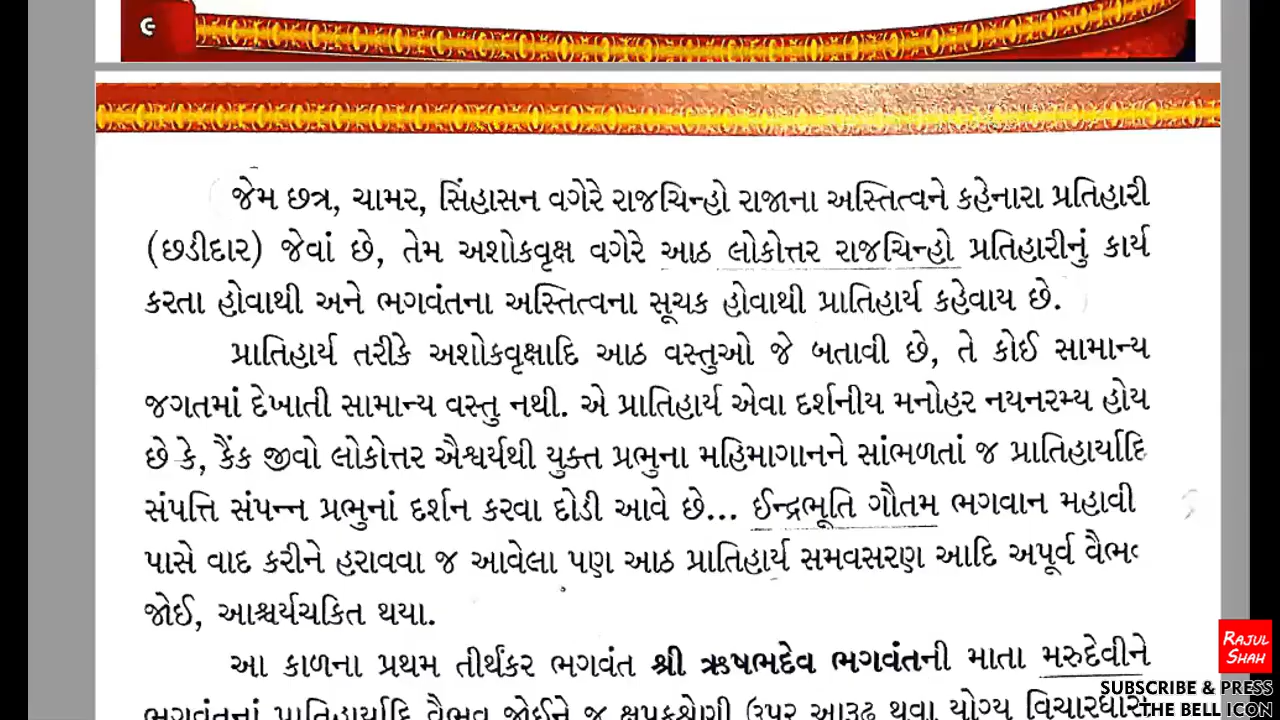 ૯
જેમ છત્ર, ચામર, સિંહાસન વગેરે રાજચિન્હો રાજાના અસ્તિત્વને કહેનારા પ્રતિહારી
(છડીદાર) જેવાં છે, તેમ અશોકવૃક્ષ વગેરે આઠ લોકોત્તર રાજચિન્હો પ્રતિહારીનું કાર્ય
કરતા હોવાથી અને ભગવંતના અસ્તિત્વના સૂચક હોવાથી પ્રાતિહાર્ય કહેવાય છે.
પ્રાતિહાર્ય તરીકે અશોકવૃક્ષાદિ આઠ વસ્તુઓ જે બતાવી છે, તે કોઈ સામાન્ય
જગતમાં દેખાતી સામાન્ય વસ્તુ નથી. એ પ્રાતિહાર્ય એવા દર્શનીય મનોહર નયનરમ્ય હોય
છે કે, કૈંક જીવો લોકોત્તર ઐશ્વર્યથી યુક્ત પ્રભુના મહિમાગાનને સાંભળતાં જ પ્રાતિહાર્યાદિ
સંપત્તિ સંપન્ન પ્રભુનાં દર્શન કરવા દોડી આવે છે... ઈન્દ્રભૂતિ ગૌતમ ભગવાન મહાવી
પાસે વાદ કરીને હરાવવા જ આવેલા પણ આઠ પ્રાતિહાર્ય સમવસરણ આદિ અપૂર્વ વૈભ
જોઈ, આશ્ચર્યચકિત થયા.
આ કાળના પ્રથમ તીર્થંકર ભગવંત શ્રી ઋષભદેવ ભગવંતની માતા મરુદેવીને
ભગવંતનાં પ્રાતિહાર્યાદિ વૈભવ જોઈને જ ક્ષપકશ્રેણી ઉપર આરૂઢ થવા યોગ્ય વિચારધારા
RAJUL
SHAH
SUBSCRIBE & PRESS
THE BELL ICON